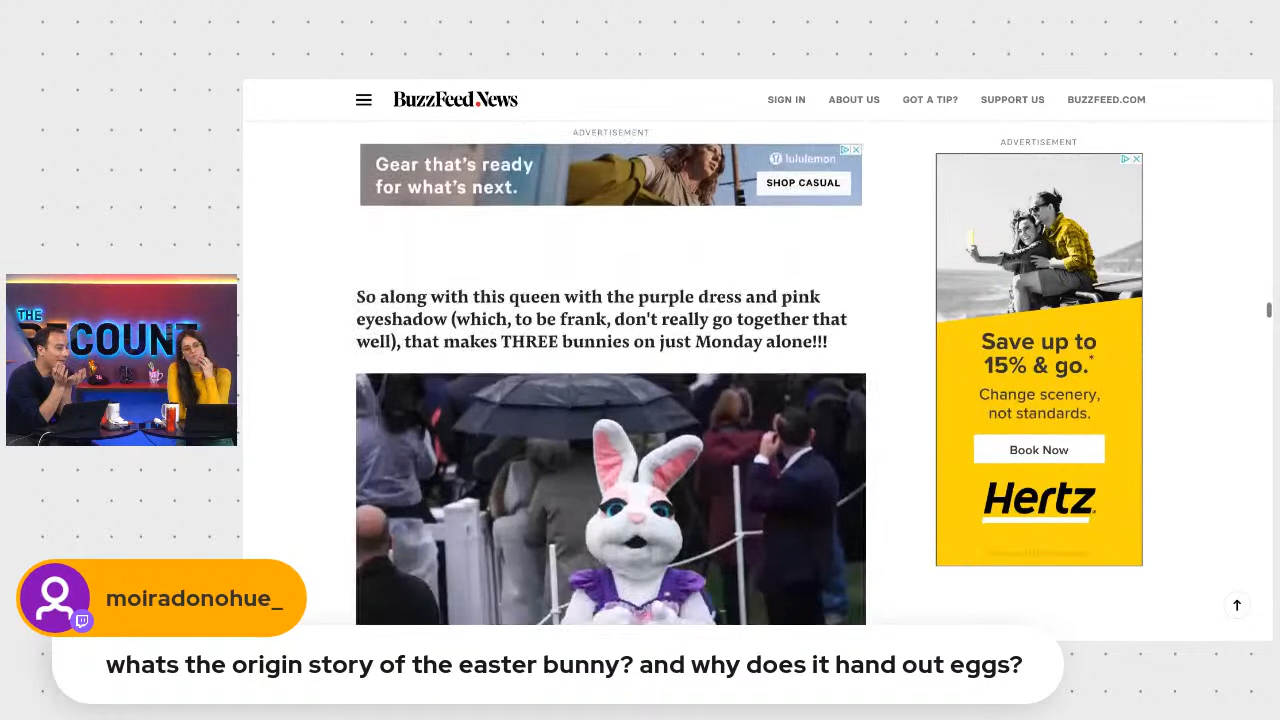 BuzzFeed News
SIGN IN ABOUT US GOT A TIP? SUPPORT US BUZZFEED.COM
ADVERTISEMENT
Gear that's ready
for what's next.
lululemon
SHOP CASUAL
ADVERTISEMENT
So along with this queen with the purple dress and pink
eyeshadow (which, to be frank, don't really go together that
well), that makes THREE bunnies on just Monday alone!!!
Save up to
15% & go.*
Change scenery,
not standards.
Book Now
Hertz
THE
RECOUNT
moiradonohue_
whats the origin story of the easter bunny? and why does it hand out eggs?